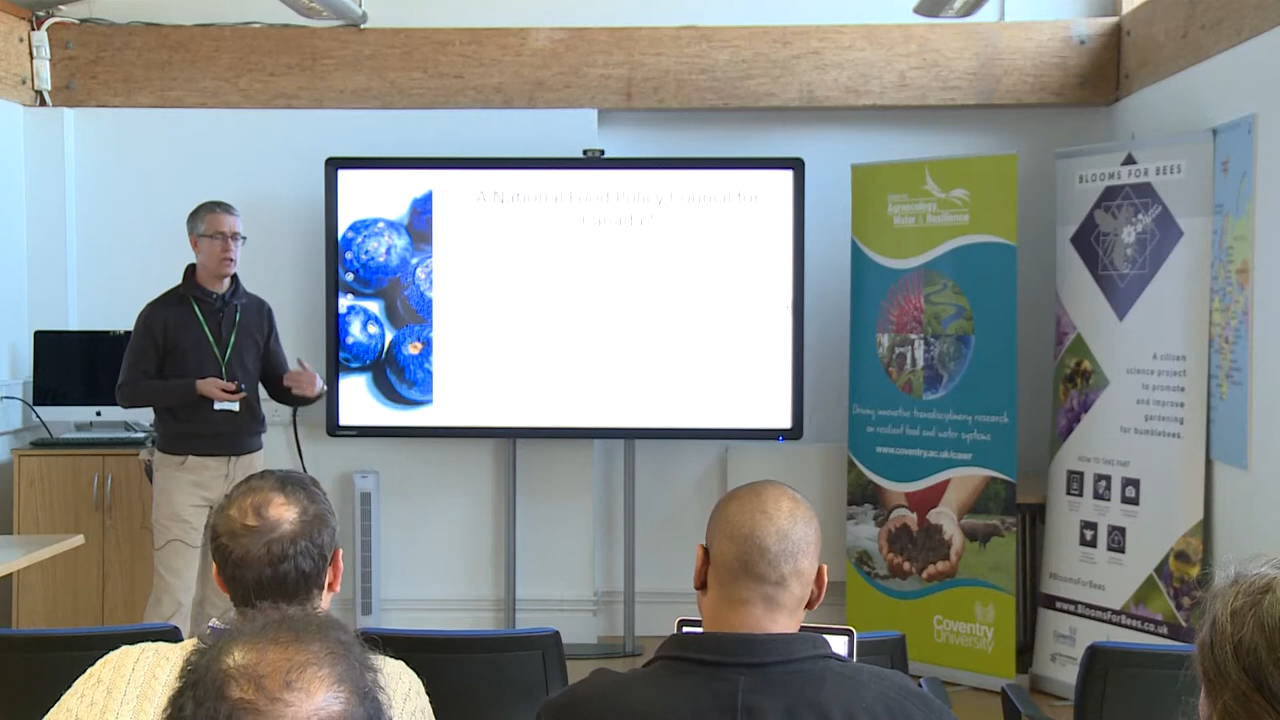 A National Food Policy Council for
Canada?
Agroecology
Water & Resilience
Driving innovative transdisciplinary research
on resilient food and water systems
www.coventry.ac.uk/cawr
Coventry
University
BLOOMS FOR BEES
A citizen
science project
to promote
and improve
gardening
for bumblebees.
HOW TO TAKE PART
#BloomsForBees
www.BloomsForBees.co.uk